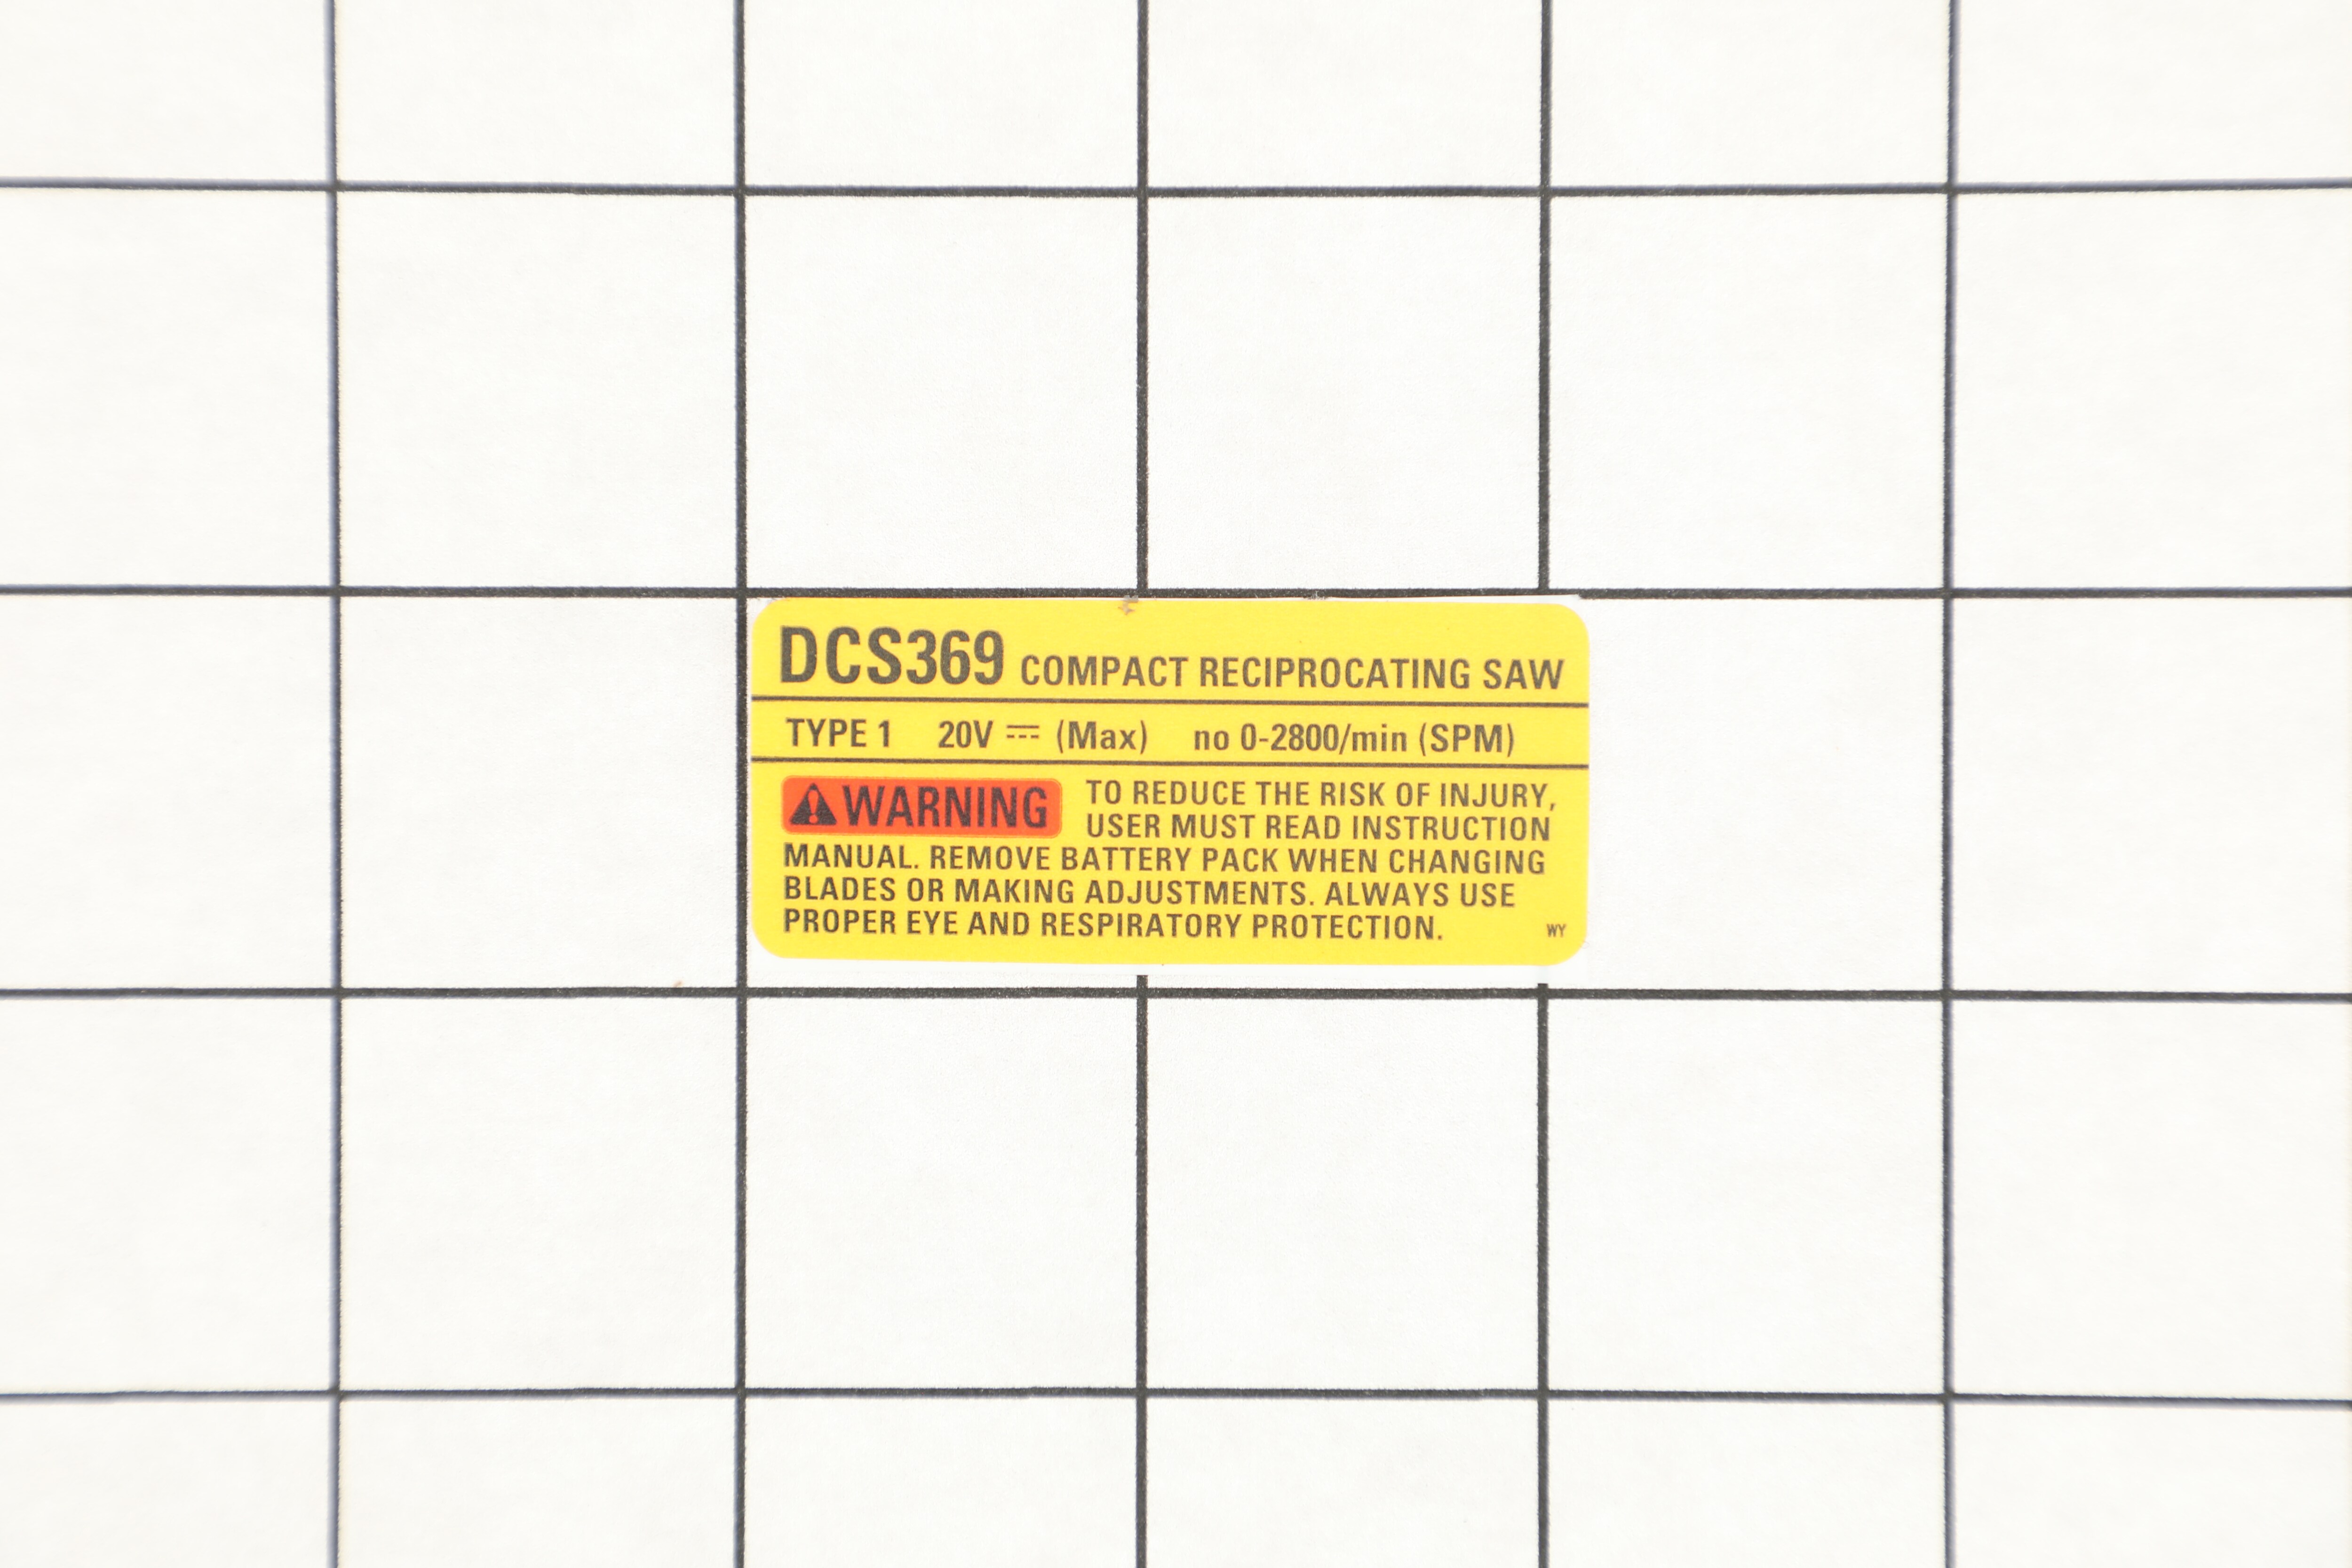 DCS369 COMPACT RECIPROCATING SAW
TYPE 1 20V ⎓ (Max) no 0-2800/min (SPM)
⚠WARNING TO REDUCE THE RISK OF INJURY,
USER MUST READ INSTRUCTION
MANUAL. REMOVE BATTERY PACK WHEN CHANGING
BLADES OR MAKING ADJUSTMENTS. ALWAYS USE
PROPER EYE AND RESPIRATORY PROTECTION.
WY